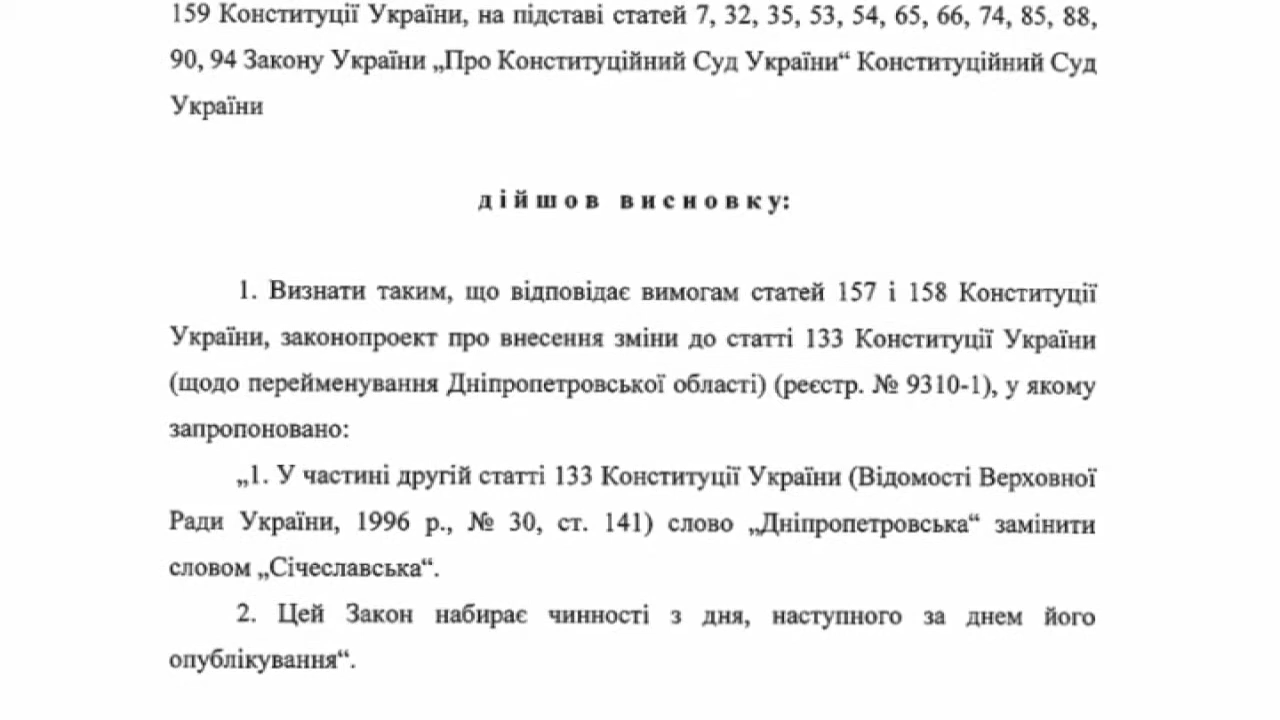 159 Конституції України, на підставі статей 7, 32, 35, 53, 54, 65, 66, 74, 85, 88,
90, 94 Закону України „Про Конституційний Суд України“ Конституційний Суд
України
дійшов висновку:
1. Визнати таким, що відповідає вимогам статей 157 і 158 Конституції
України, законопроект про внесення зміни до статті 133 Конституції України
(щодо перейменування Дніпропетровської області) (реєстр. № 9310-1), у якому
запропоновано:
„1. У частині другій статті 133 Конституції України (Відомості Верховної
Ради України, 1996 р., № 30, ст. 141) слово „Дніпропетровська“ замінити
словом „Січеславська“.
2. Цей Закон набирає чинності з дня, наступного за днем його
опублікування“.